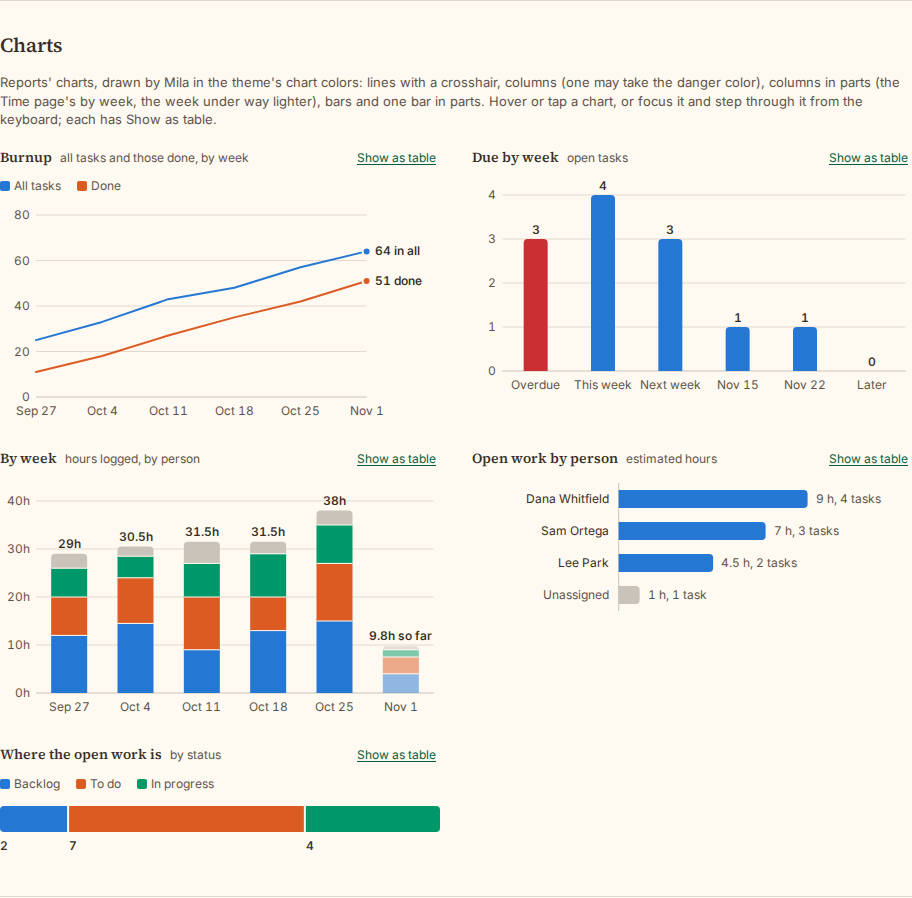 Charts
Reports' charts, drawn by Mila in the theme's chart colors: lines with a crosshair, columns (one may take the danger color), columns in parts (the
Time page's by week, the week under way lighter), bars and one bar in parts. Hover or tap a chart, or focus it and step through it from the
keyboard; each has Show as table.
Burnup all tasks and those done, by week Show as table
All tasks Done
80
60
40
20
0
64 in all
51 done
Sep 27 Oct 4 Oct 11 Oct 18 Oct 25 Nov 1
Due by week open tasks Show as table
4
3
2
1
0
3 4 3 1 1 0
Overdue This week Next week Nov 15 Nov 22 Later
By week hours logged, by person Show as table
40h
30h
20h
10h
0h
29h 30.5h 31.5h 31.5h 38h 9.8h so far
Sep 27 Oct 4 Oct 11 Oct 18 Oct 25 Nov 1
Open work by person estimated hours Show as table
Dana Whitfield 9 h, 4 tasks
Sam Ortega 7 h, 3 tasks
Lee Park 4.5 h, 2 tasks
Unassigned 1 h, 1 task
Where the open work is by status Show as table
Backlog To do In progress
2 7 4